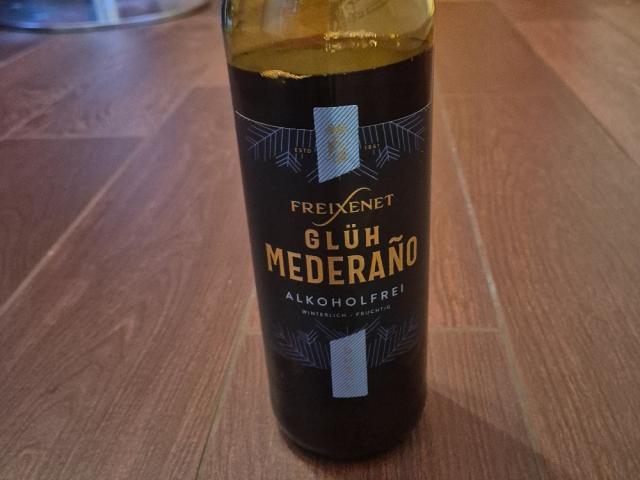 ESTD 1861
FREIXENET
GLÜH
MEDERAÑO
ALKOHOLFREI
WINTERLICH - FRUCHTIG